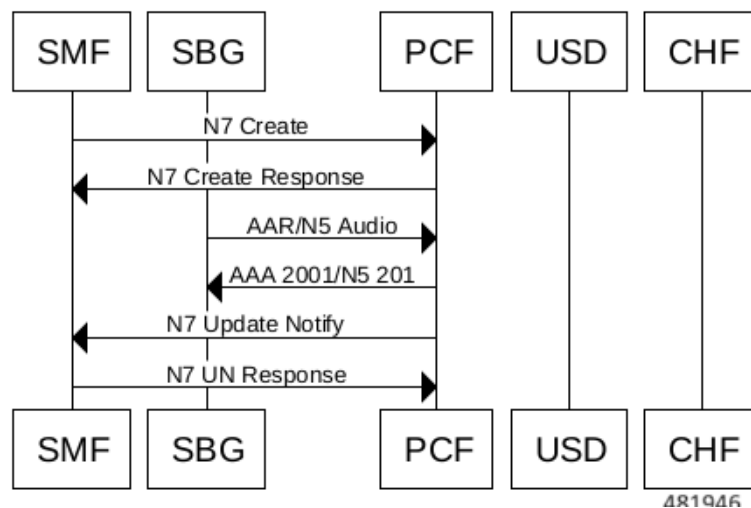 SMF SBG PCF USD CHF
N7 Create
N7 Create Response
AAR/N5 Audio
AAA 2001/N5 201
N7 Update Notify
N7 UN Response
SMF SBG PCF USD CHF
481946